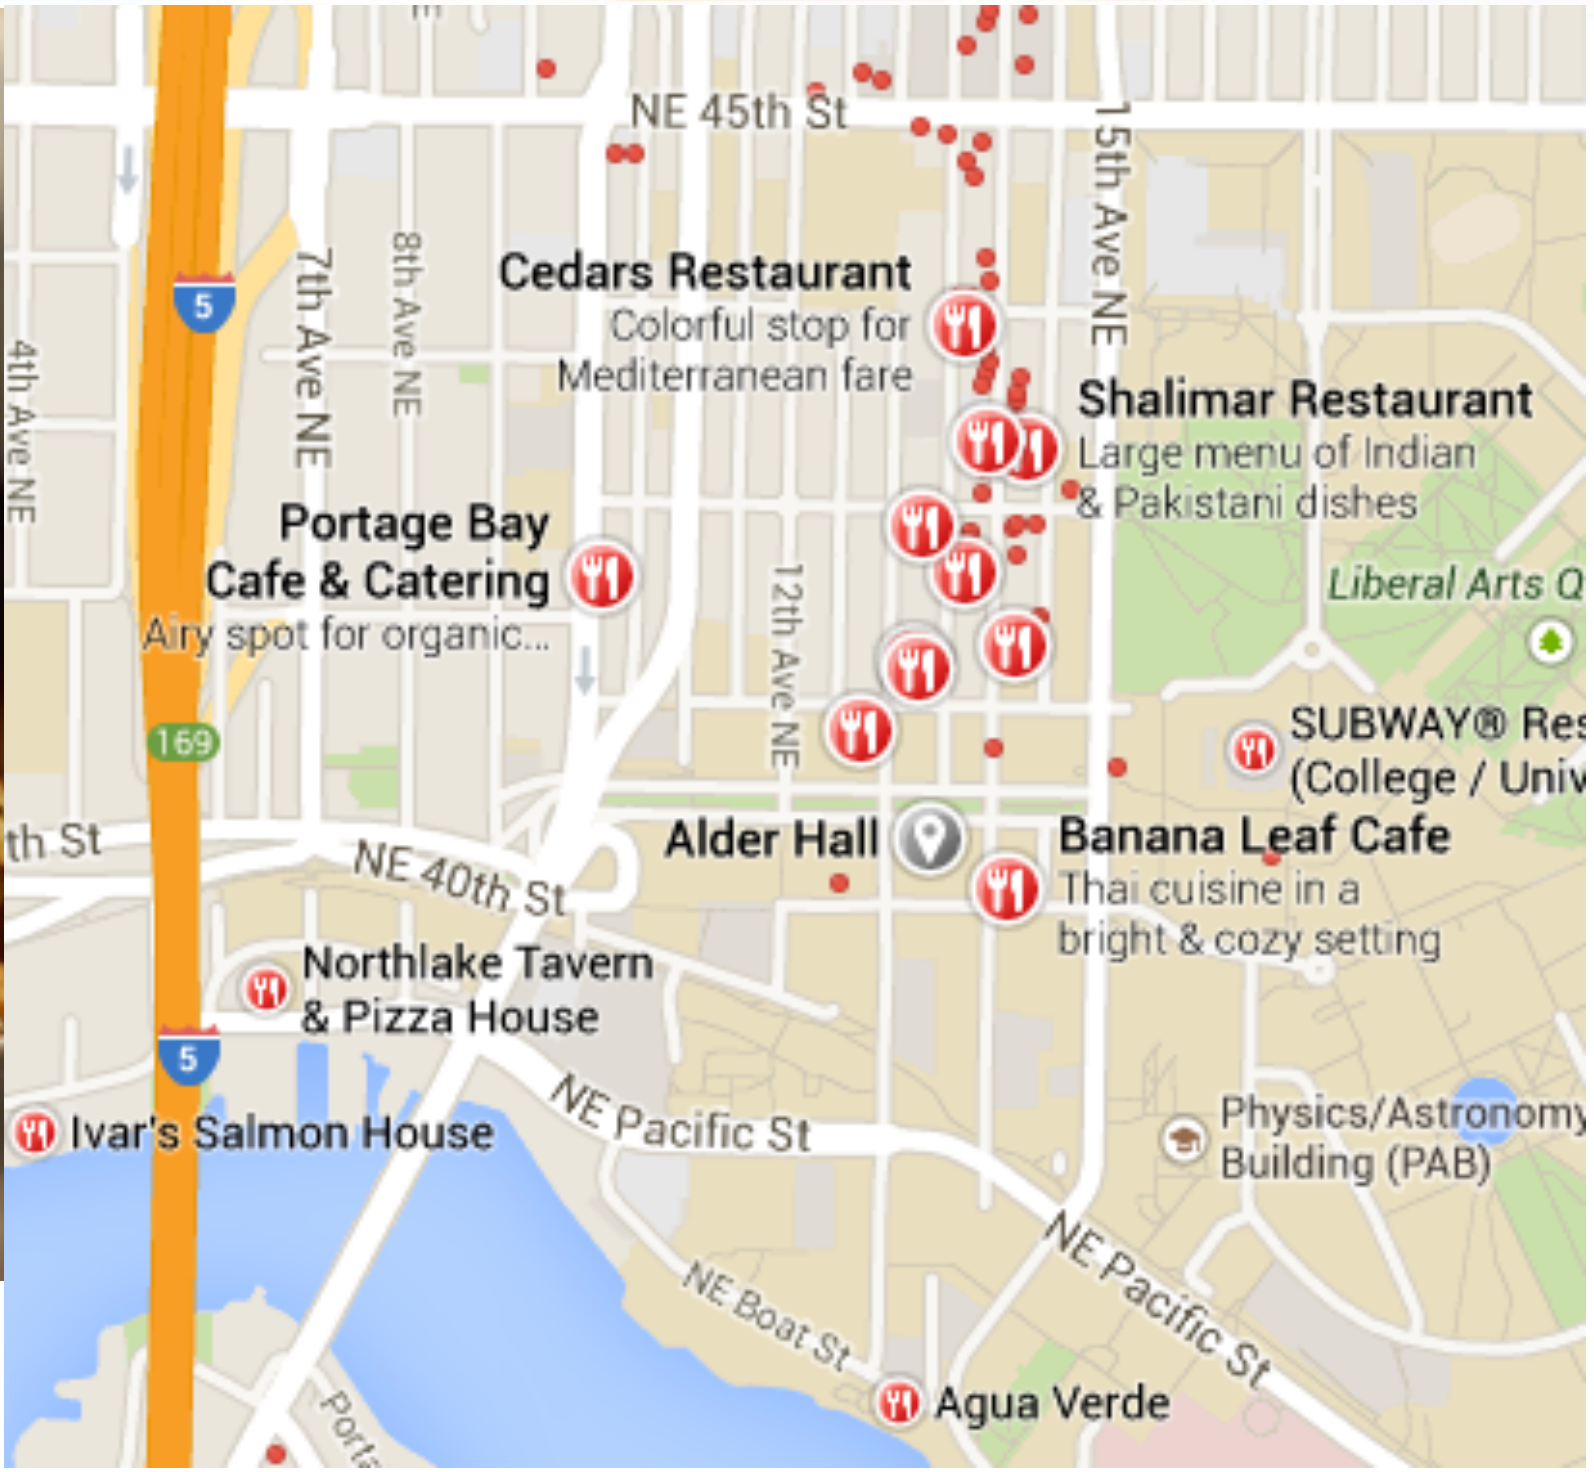 NE 45th St
15th Ave NE
Cedars Restaurant
Colorful stop for
Mediterranean fare
5
7th Ave NE
8th Ave NE
4th Ave NE
Shalimar Restaurant
Large menu of Indian
& Pakistani dishes
Portage Bay
Cafe & Catering
Airy spot for organic...
12th Ave NE
Liberal Arts Q
169
SUBWAY® Res
(College / Univ
th St
NE 40th St
Alder Hall
Banana Leaf Cafe
Thai cuisine in a
bright & cozy setting
Northlake Tavern
& Pizza House
5
Ivar's Salmon House
NE Pacific St
Physics/Astronomy
Building (PAB)
NE Pacific St
NE Boat St
Agua Verde
Porta